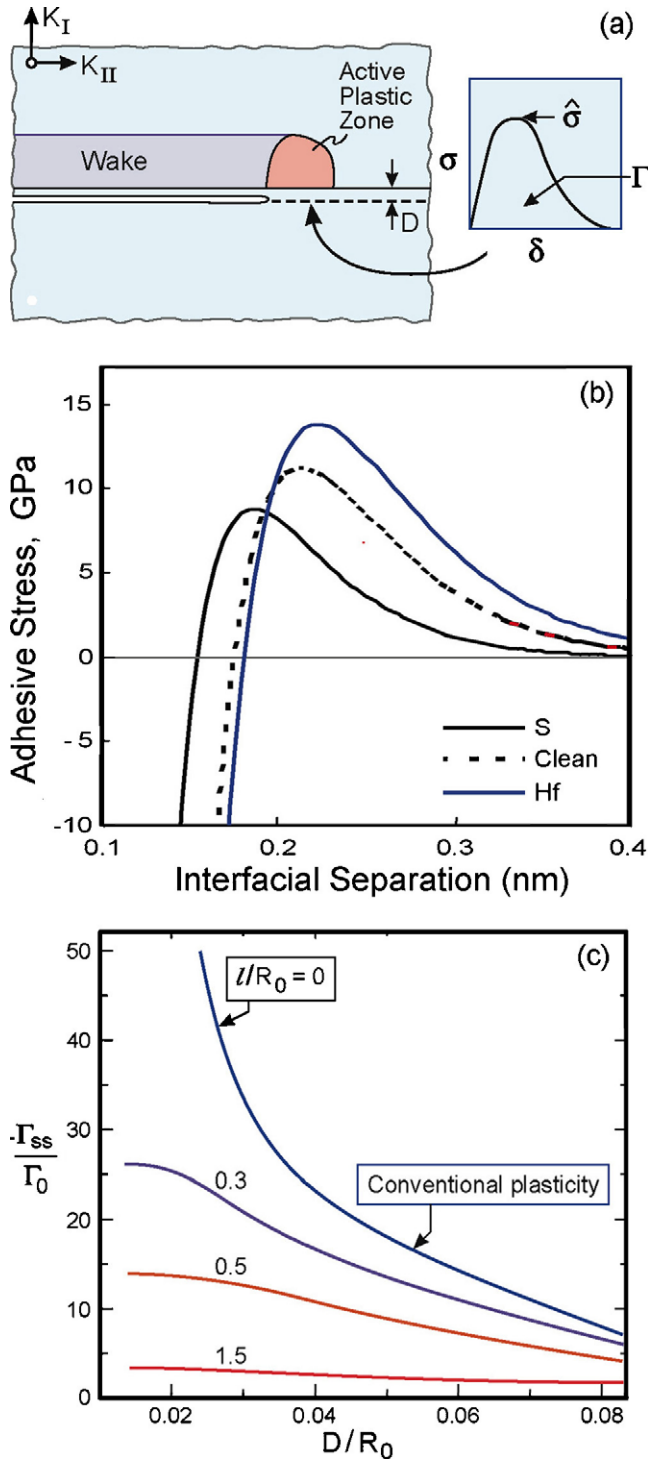 (a)
K_I
K_II
Active
Plastic
Zone
Wake
D
σ
σ̂
Γ
δ
(b)
15
10
5
0
-5
-10
Adhesive Stress, GPa
S
Clean
Hf
0.1
0.2
0.3
0.4
Interfacial Separation (nm)
(c)
50
40
30
20
10
0
Γss
Γ0
l/R0 = 0
Conventional plasticity
0.3
0.5
1.5
0.02
0.04
0.06
0.08
D/R0